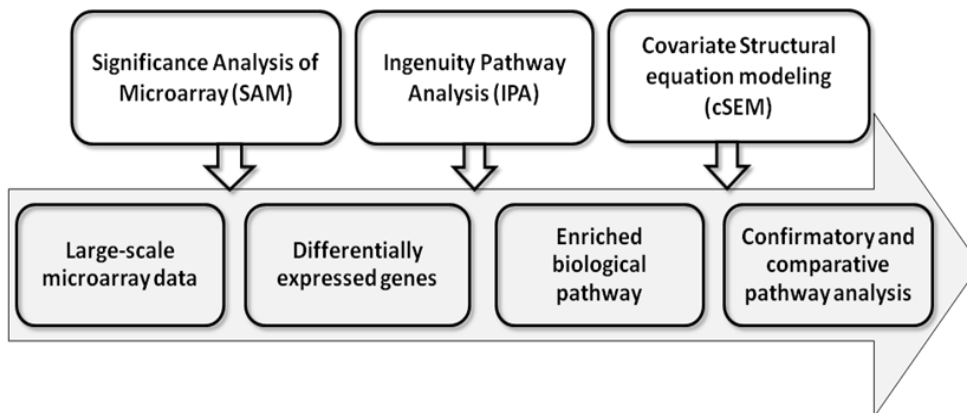 Significance Analysis of
Microarray (SAM)
Ingenuity Pathway
Analysis (IPA)
Covariate Structural
equation modeling
(cSEM)
Large-scale
microarray data
Differentially
expressed genes
Enriched
biological
pathway
Confirmatory and
comparative
pathway analysis